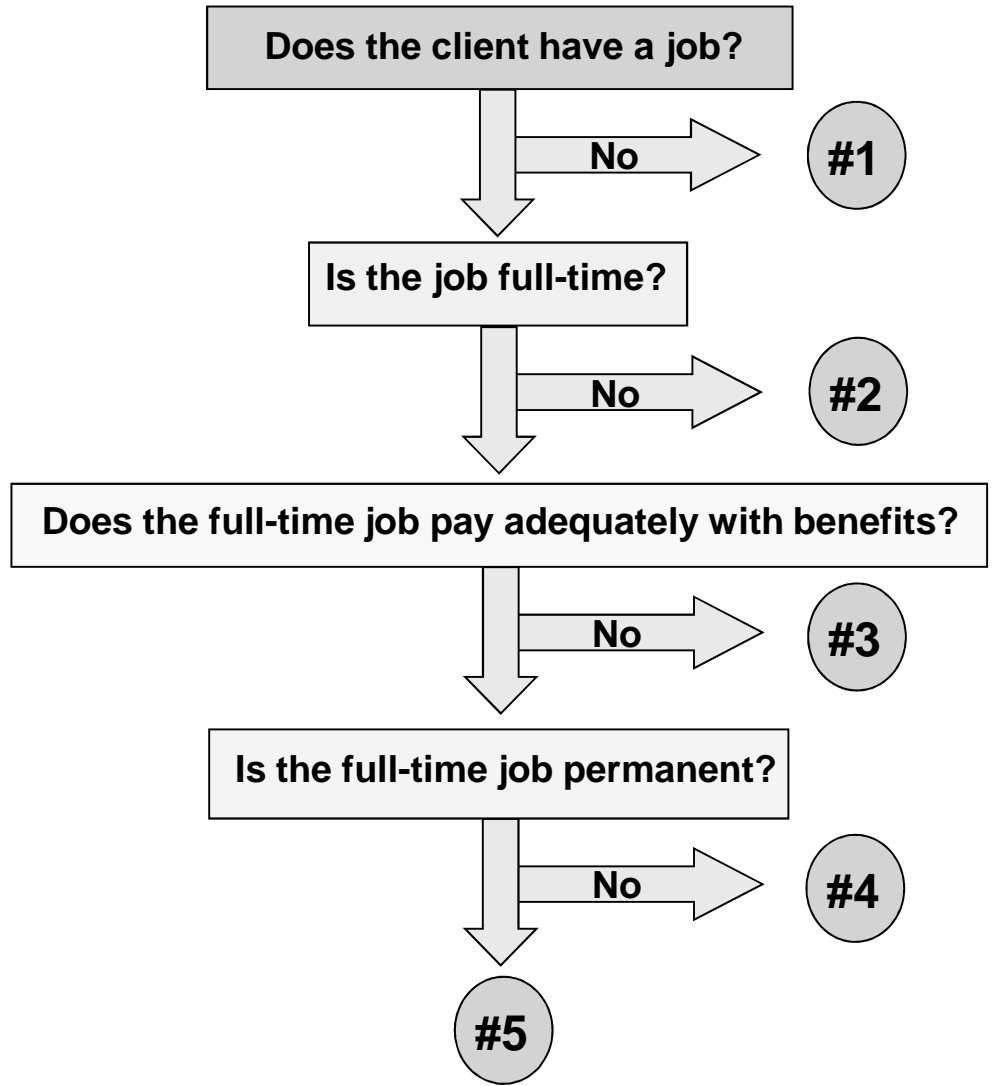 Does the client have a job?
No
#1
Is the job full-time?
No
#2
Does the full-time job pay adequately with benefits?
No
#3
Is the full-time job permanent?
No
#4
#5